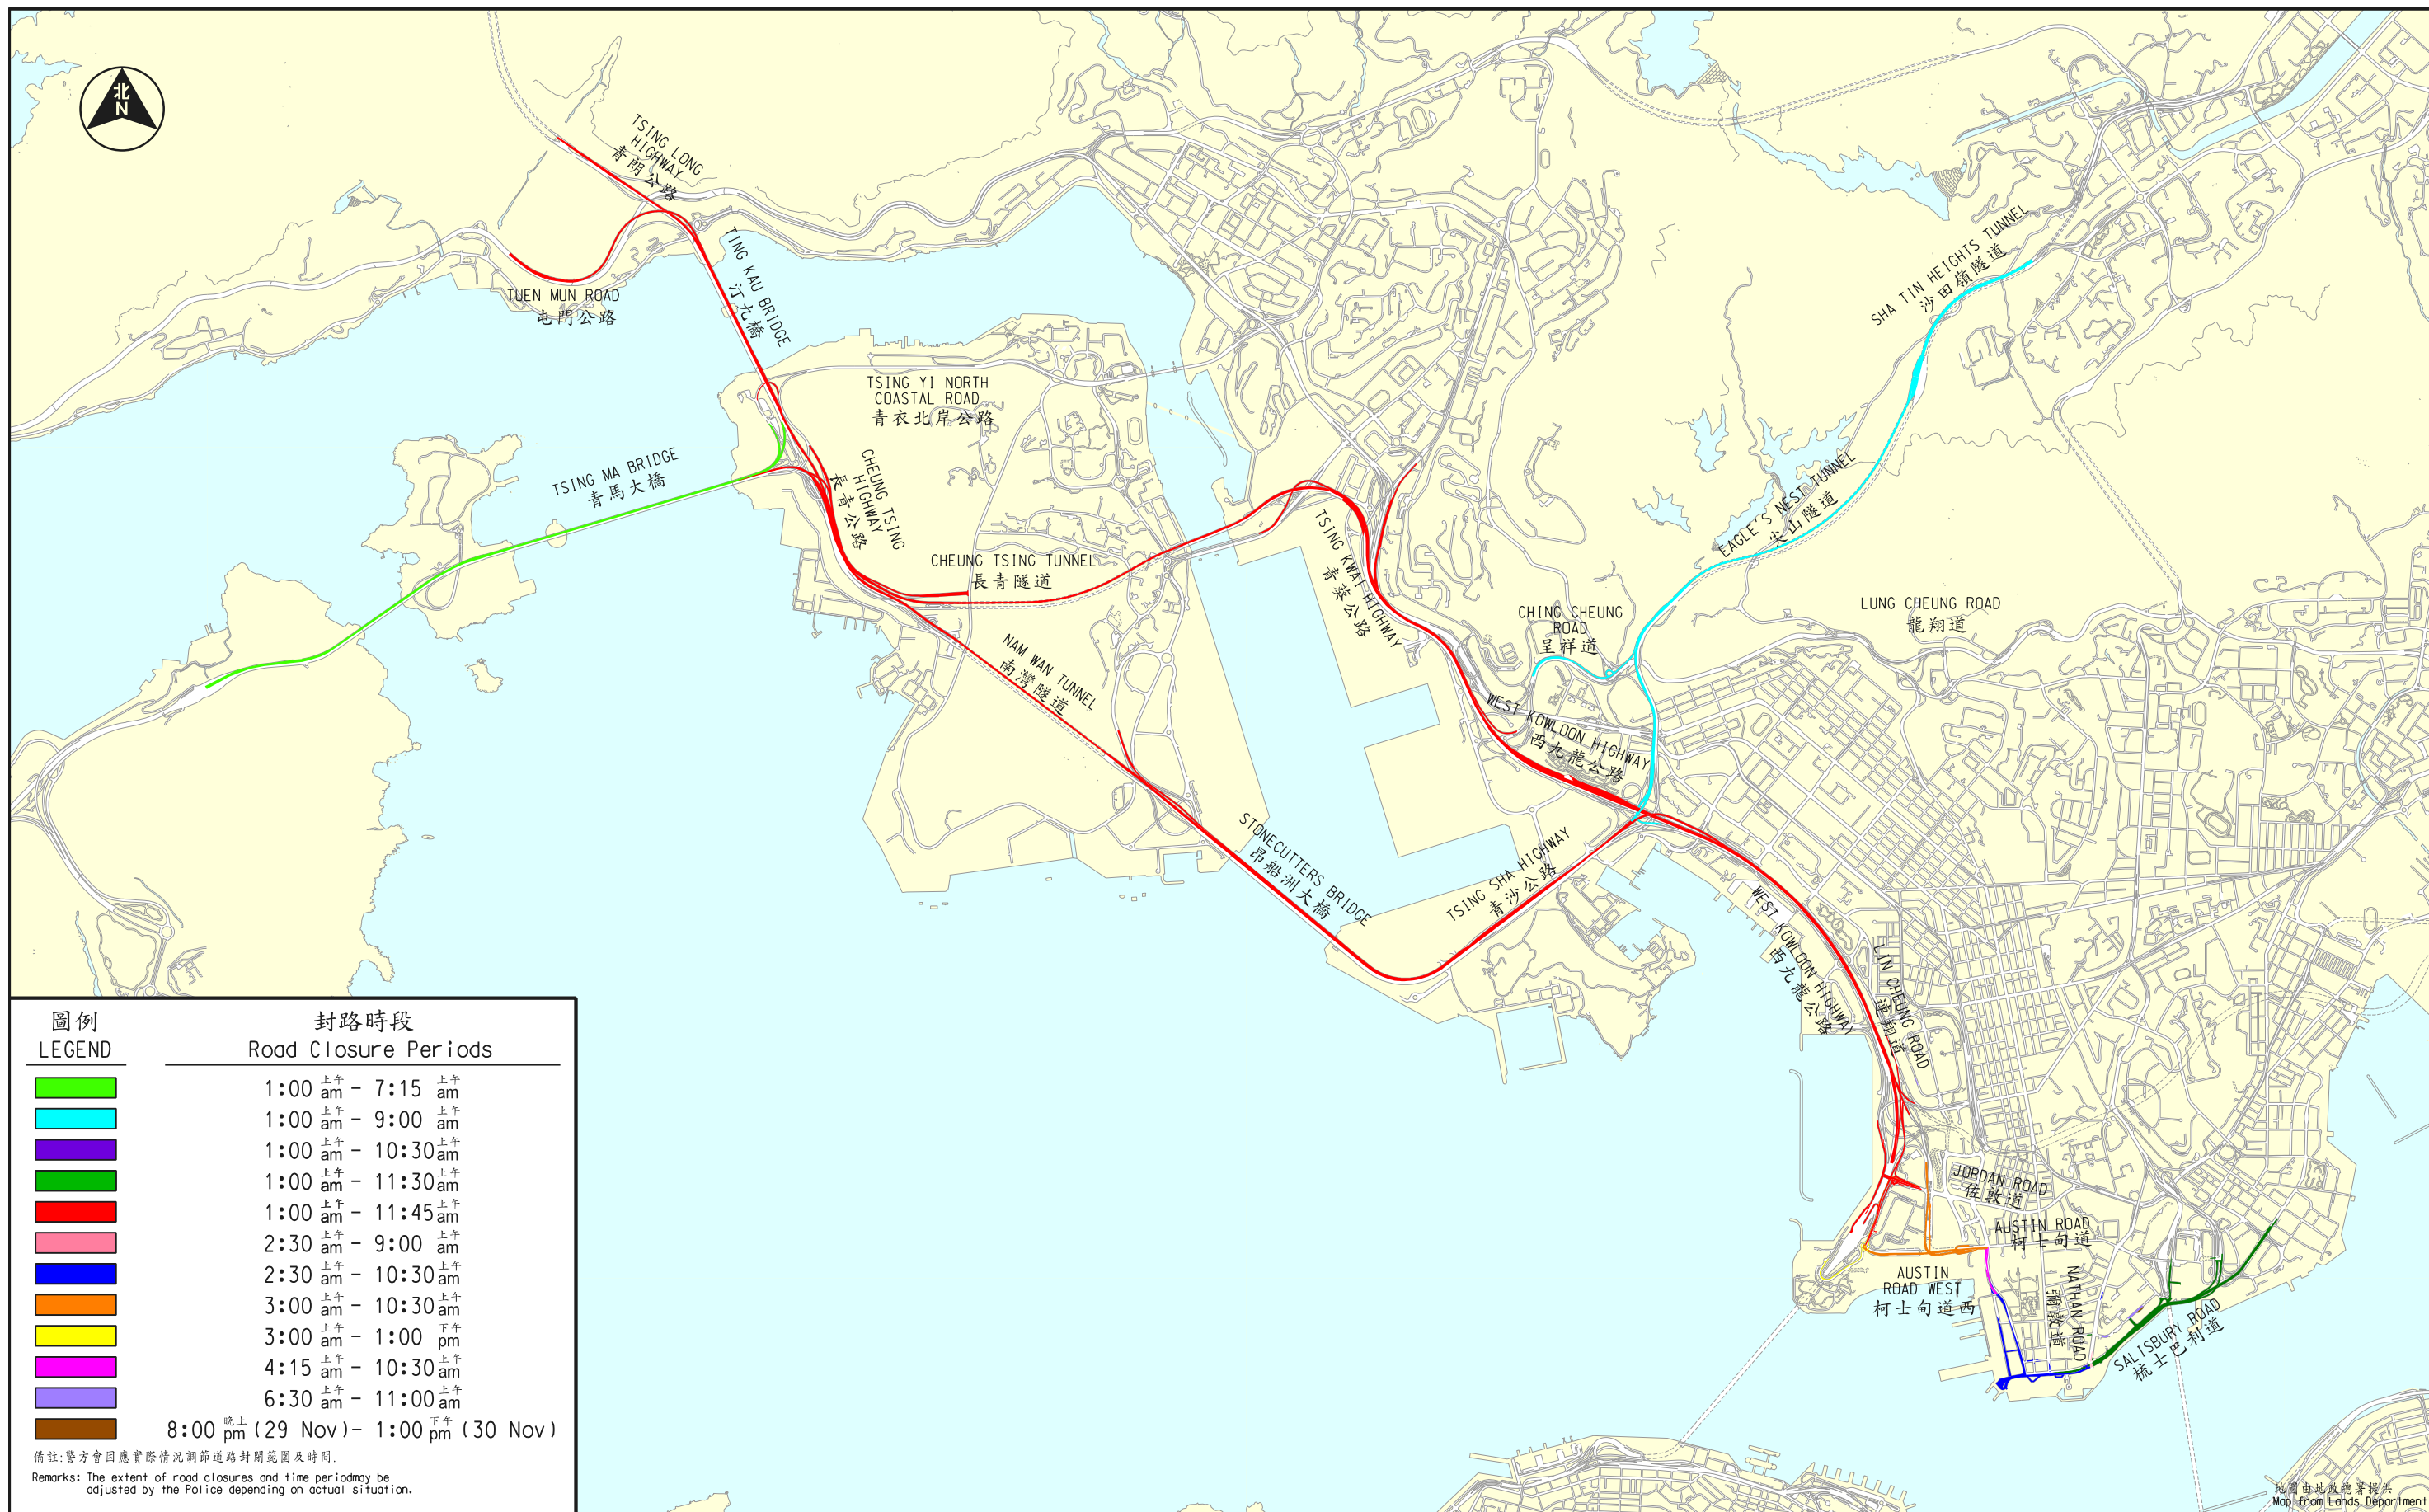 北
N
TSING LONG
HIGHWAY
青朗公路
TUEN MUN ROAD
屯門公路
TING KAU BRIDGE
汀九橋
TSING YI NORTH
COASTAL ROAD
青衣北岸公路
TSING MA BRIDGE
青馬大橋
CHEUNG TSING
HIGHWAY
長青公路
CHEUNG TSING TUNNEL
長青隧道
NAM WAN TUNNEL
南灣隧道
TSING KWAI HIGHWAY
青葵公路
SHA TIN HEIGHTS TUNNEL
沙田嶺隧道
EAGLE'S NEST TUNNEL
尖山隧道
CHING CHEUNG
ROAD
呈祥道
LUNG CHEUNG ROAD
龍翔道
WEST KOWLOON HIGHWAY
西九龍公路
STONECUTTERS BRIDGE
昂船洲大橋
TSING SHA HIGHWAY
青沙公路
WEST KOWLOON HIGHWAY
西九龍公路
LIN CHEUNG ROAD
連翔道
JORDAN ROAD
佐敦道
AUSTIN ROAD
柯士甸道
AUSTIN
ROAD WEST
柯士甸道西
NATHAN ROAD
彌敦道
SALISBURY ROAD
梳士巴利道
圖例 封路時段
LEGEND Road Closure Periods
1:00 上午 am - 7:15 上午 am
1:00 上午 am - 9:00 上午 am
1:00 上午 am - 10:30 上午 am
1:00 上午 am - 11:30 上午 am
1:00 上午 am - 11:45 上午 am
2:30 上午 am - 9:00 上午 am
2:30 上午 am - 10:30 上午 am
3:00 上午 am - 10:30 上午 am
3:00 上午 am - 1:00 下午 pm
4:15 上午 am - 10:30 上午 am
6:30 上午 am - 11:00 上午 am
8:00 晚上 pm (29 Nov) - 1:00 下午 pm (30 Nov)
備註:警方會因應實際情況調節道路封閉範圍及時間.
Remarks: The extent of road closures and time periodmay be
adjusted by the Police depending on actual situation.
地圖由地政總署提供
Map from Lands Department